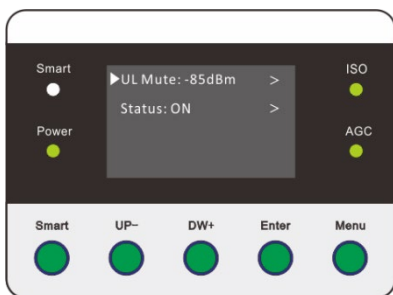 Smart
ISO
▶UL Mute: -85dBm >
Status: ON >
Power
AGC
Smart UP− DW+ Enter Menu